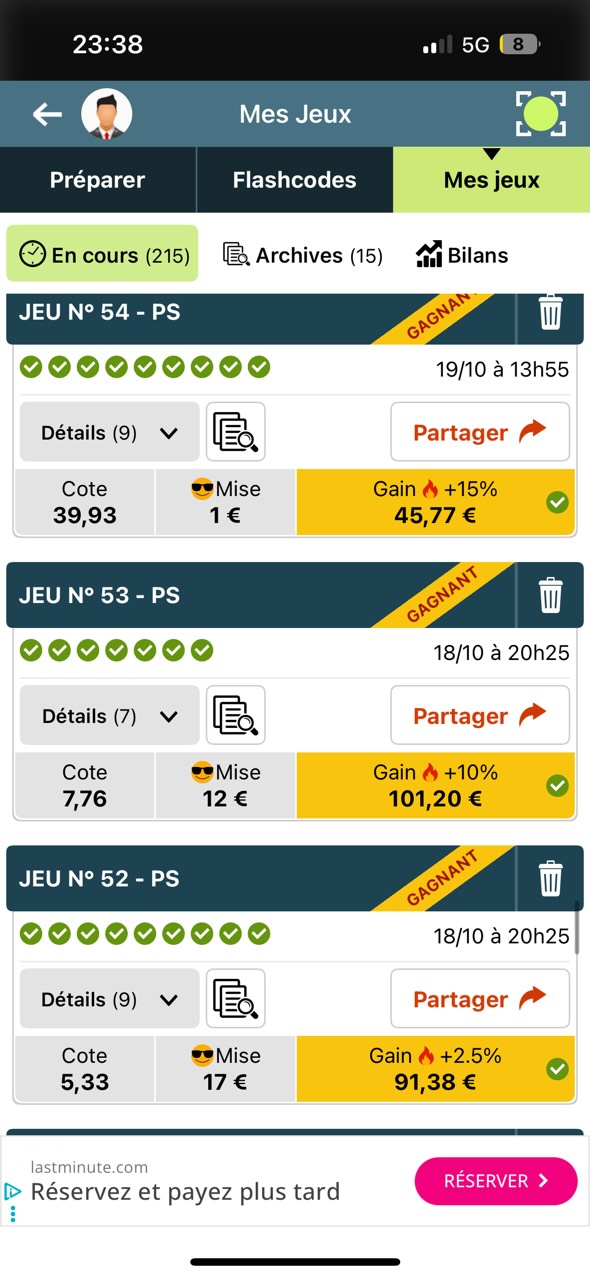 23:38 5G 8
Mes Jeux
Préparer Flashcodes Mes jeux
En cours (215) Archives (15) Bilans
JEU Nº 54 - PS GAGNANT
19/10 à 13h55
Détails (9) Partager
Cote Mise Gain 🔥 +15%
39,93 1 € 45,77 €
JEU Nº 53 - PS GAGNANT
18/10 à 20h25
Détails (7) Partager
Cote Mise Gain 🔥 +10%
7,76 12 € 101,20 €
JEU Nº 52 - PS GAGNANT
18/10 à 20h25
Détails (9) Partager
Cote Mise Gain 🔥 +2.5%
5,33 17 € 91,38 €
lastminute.com
Réservez et payez plus tard RÉSERVER